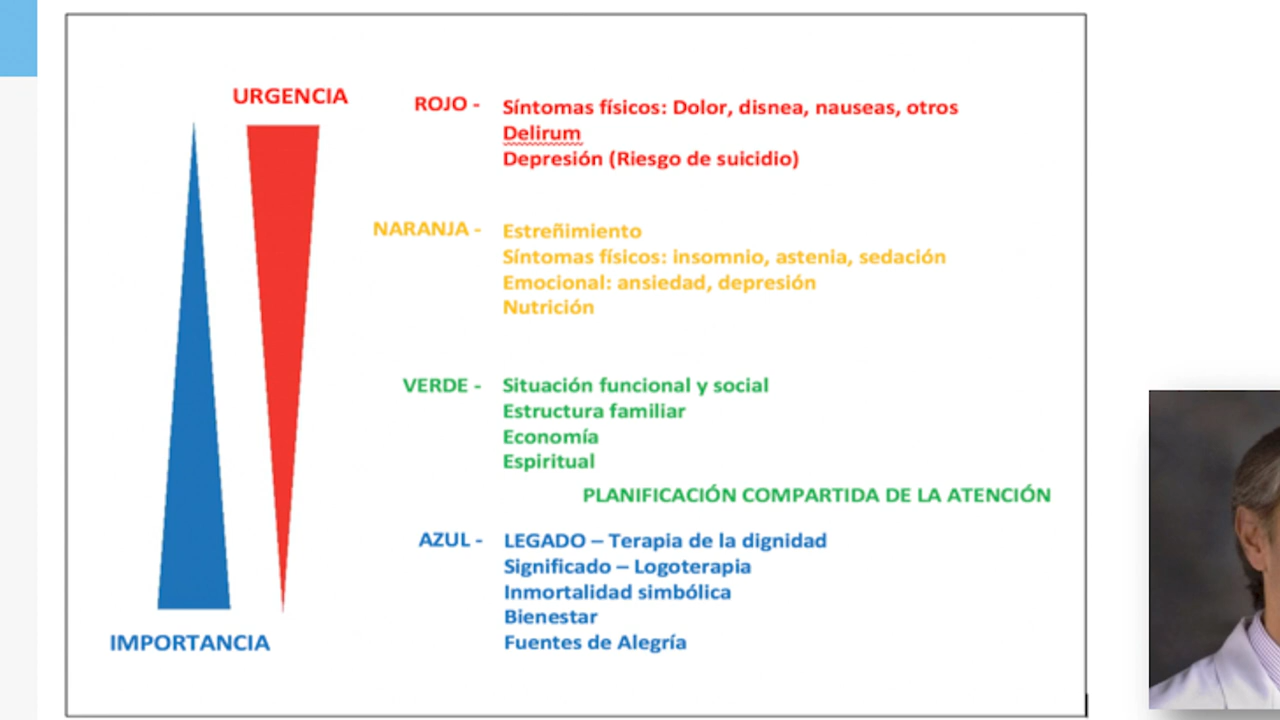 URGENCIA
ROJO - Síntomas físicos: Dolor, disnea, nauseas, otros
Delirum
Depresión (Riesgo de suicidio)
NARANJA - Estreñimiento
Síntomas físicos: insomnio, astenia, sedación
Emocional: ansiedad, depresión
Nutrición
VERDE - Situación funcional y social
Estructura familiar
Economía
Espiritual
PLANIFICACIÓN COMPARTIDA DE LA ATENCIÓN
AZUL - LEGADO – Terapia de la dignidad
Significado – Logoterapia
Inmortalidad simbólica
Bienestar
Fuentes de Alegría
IMPORTANCIA